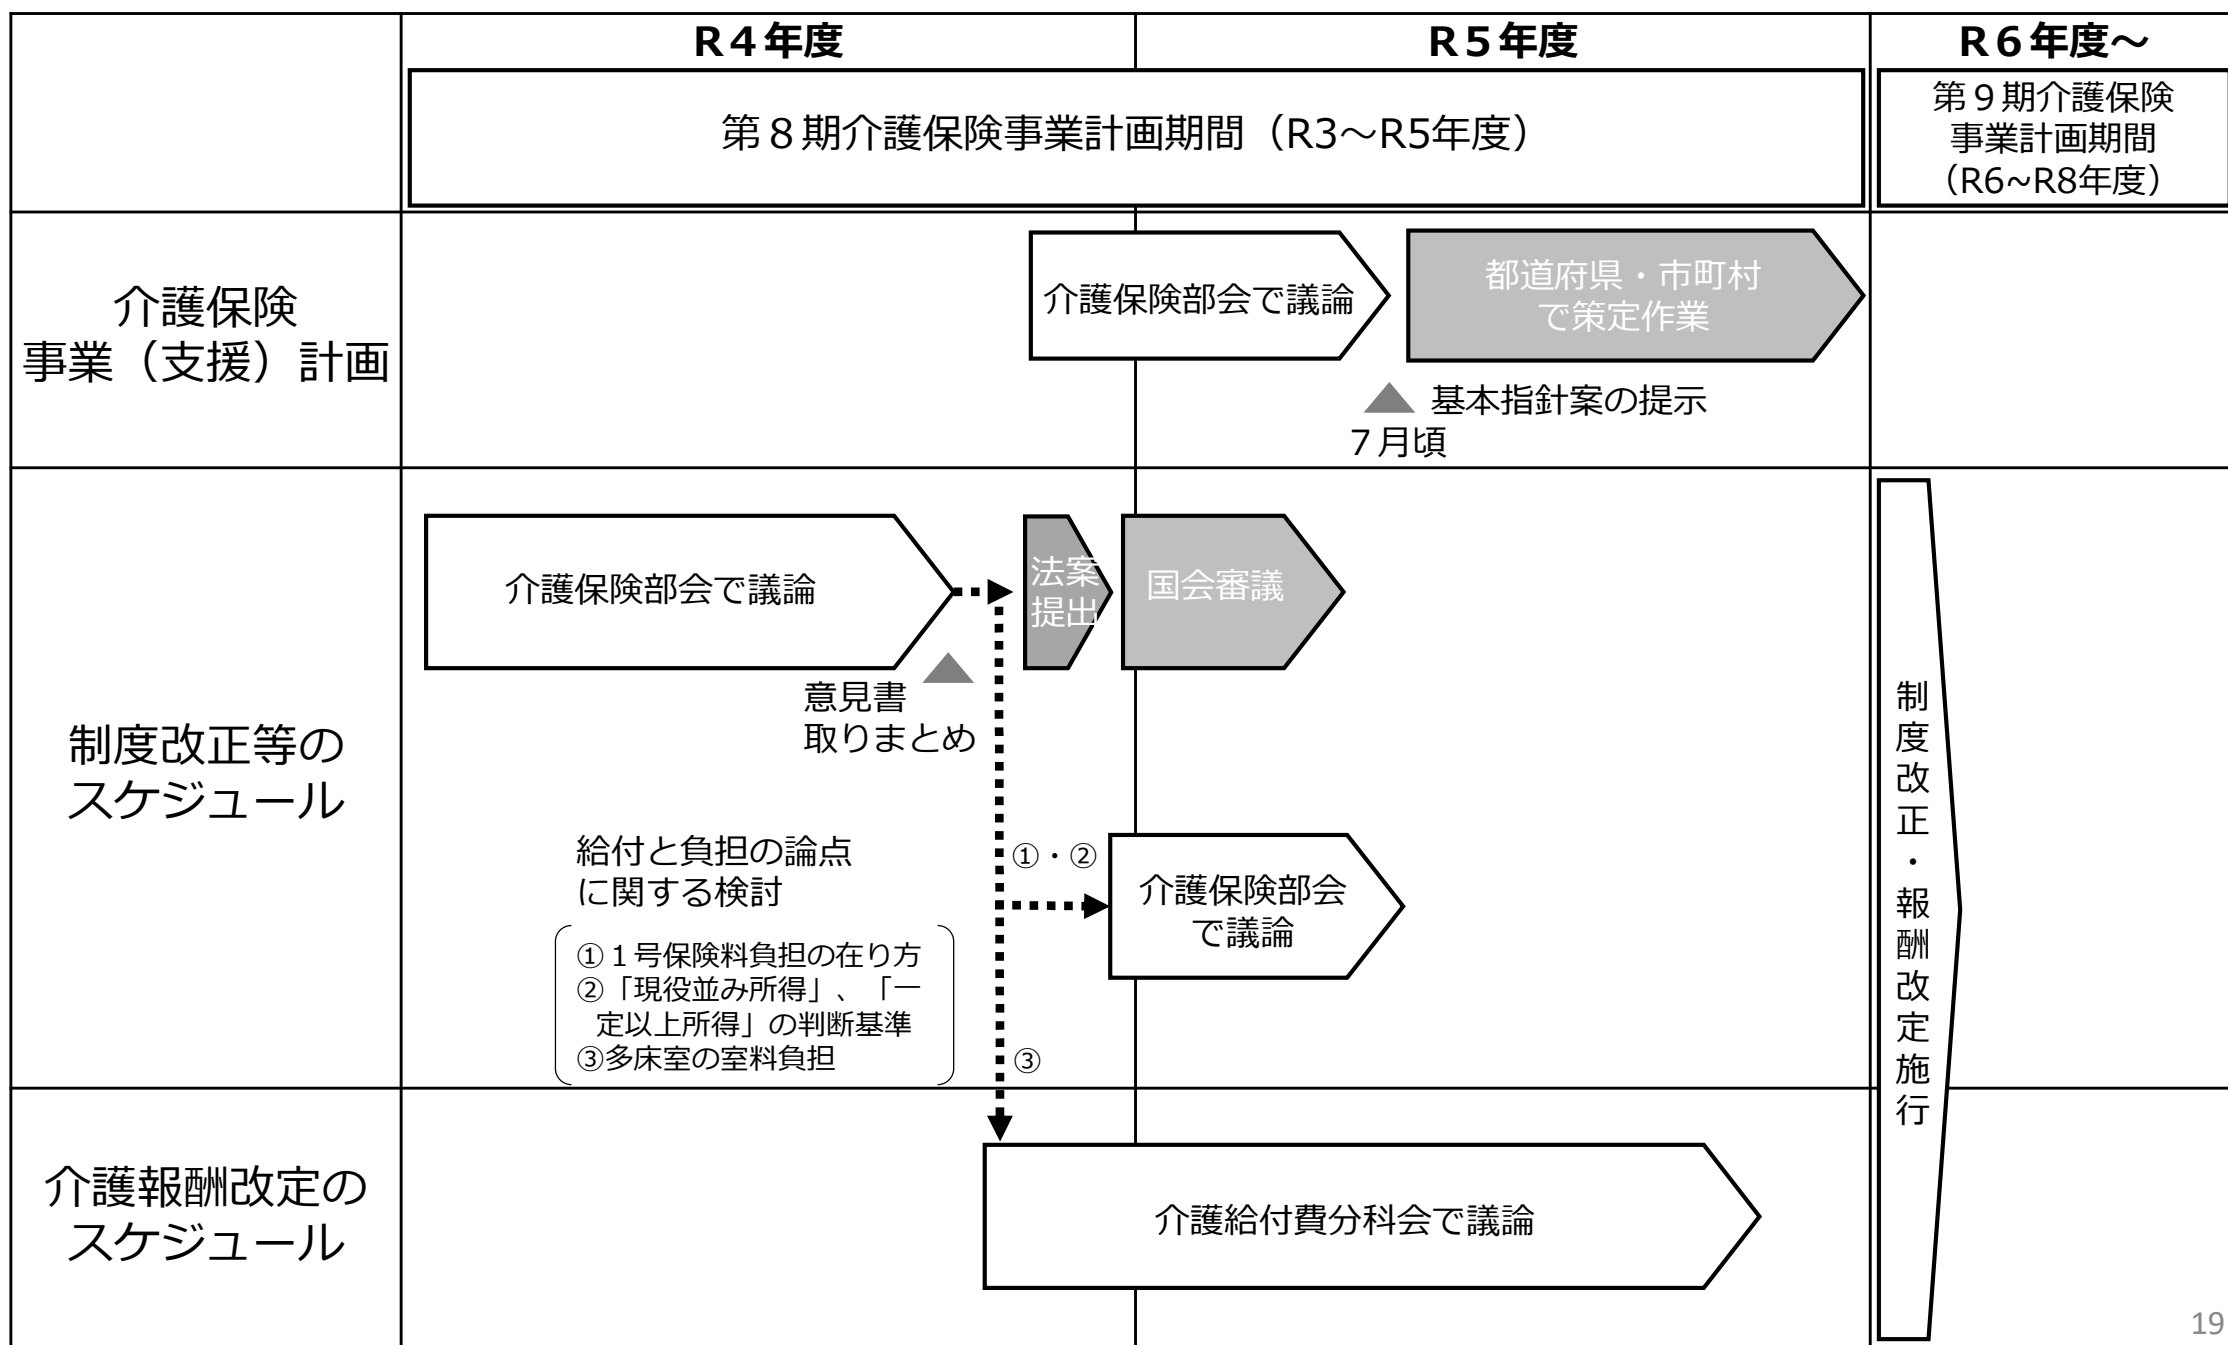 R４年度
R５年度
R６年度～
第８期介護保険事業計画期間（R3～R5年度）
第９期介護保険
事業計画期間
（R6~R8年度）
介護保険
事業（支援）計画
介護保険部会で議論
都道府県・市町村
で策定作業
基本指針案の提示
７月頃
制度改正等の
スケジュール
介護保険部会で議論
法案
提出
国会審議
意見書
取りまとめ
給付と負担の論点
に関する検討
①１号保険料負担の在り方
②「現役並み所得」、「一
定以上所得」の判断基準
③多床室の室料負担
①・②
介護保険部会
で議論
③
制度改正・報酬改定施行
介護報酬改定の
スケジュール
介護給付費分科会で議論
19